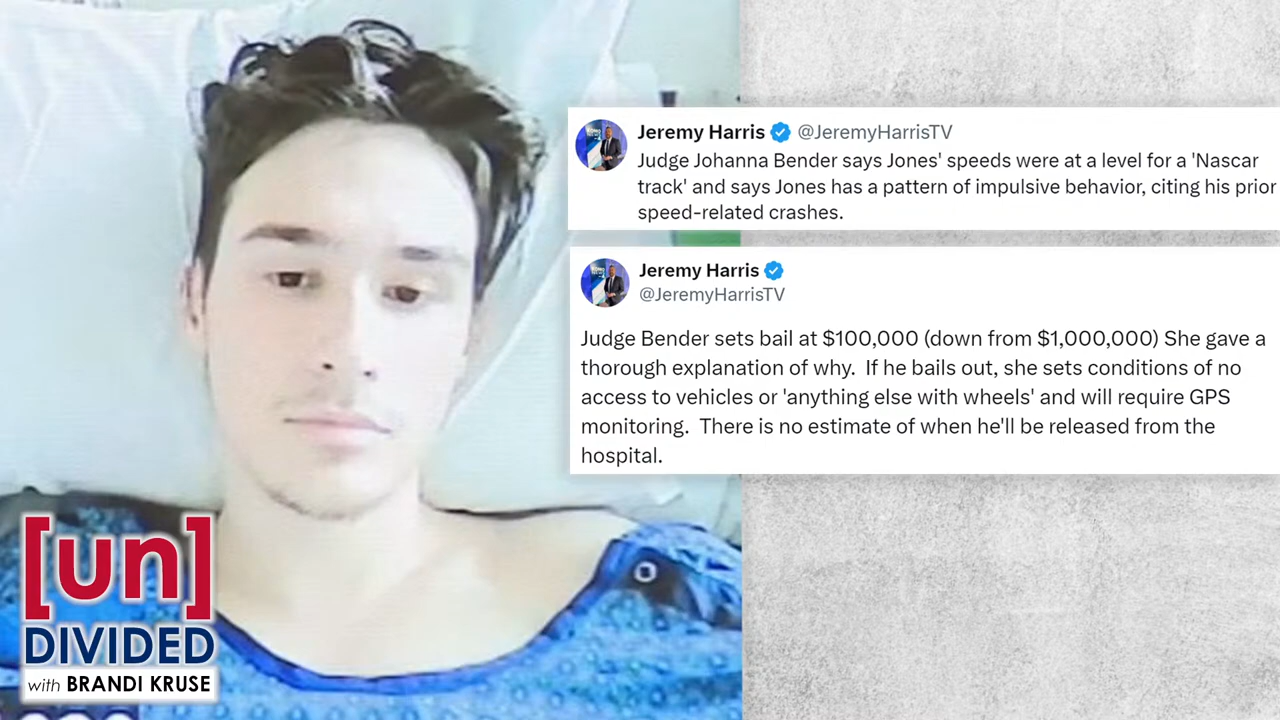 Jeremy Harris @JeremyHarrisTV
Judge Johanna Bender says Jones' speeds were at a level for a 'Nascar
track' and says Jones has a pattern of impulsive behavior, citing his prior
speed-related crashes.
Jeremy Harris
@JeremyHarrisTV
Judge Bender sets bail at $100,000 (down from $1,000,000) She gave a
thorough explanation of why.  If he bails out, she sets conditions of no
access to vehicles or 'anything else with wheels' and will require GPS
monitoring.  There is no estimate of when he'll be released from the
hospital.
[un]
DIVIDED
with BRANDI KRUSE